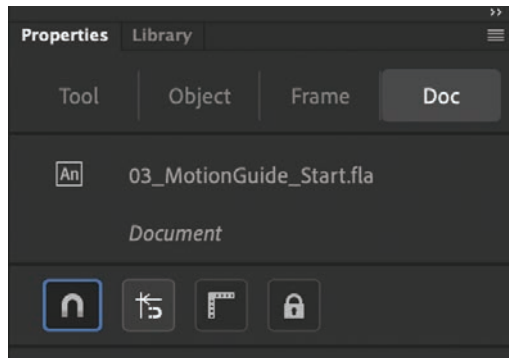 Properties Library
Tool Object Frame Doc
An 03_MotionGuide_Start.fla
Document